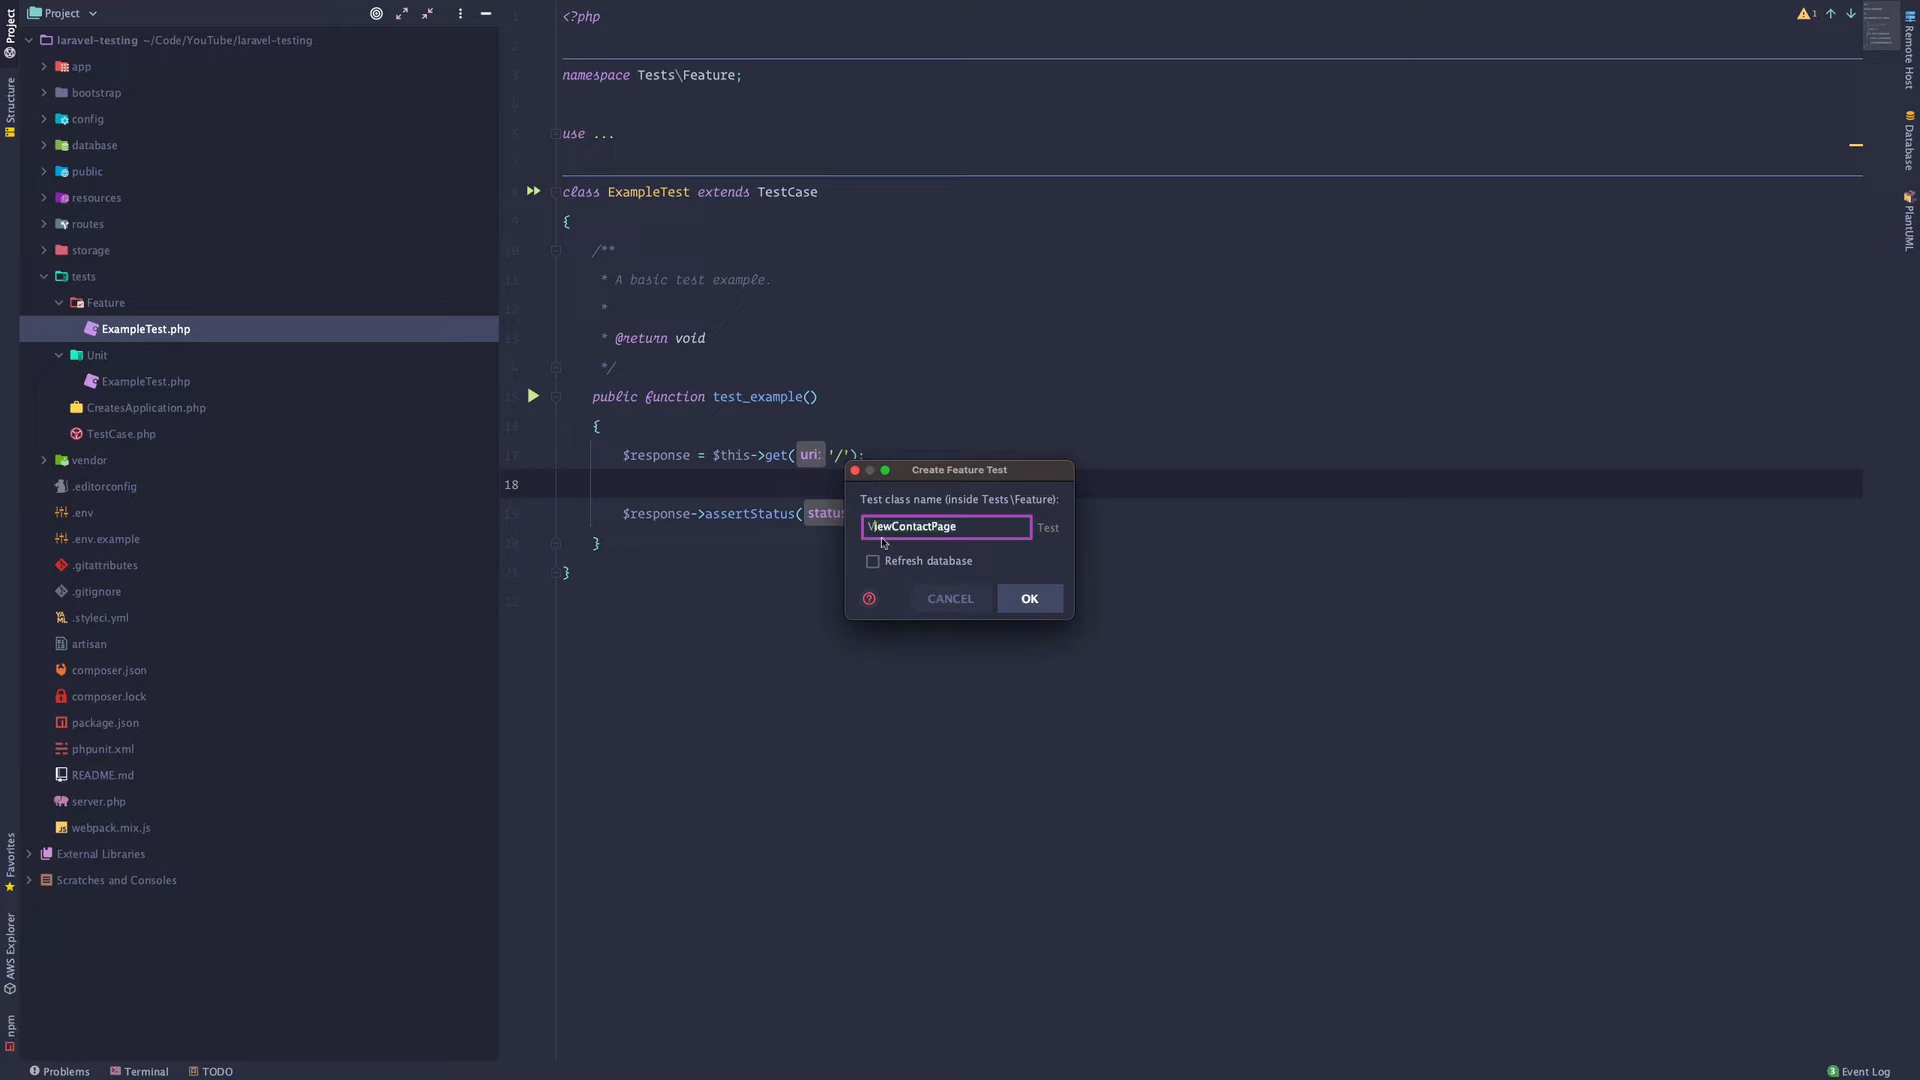 Project
laravel-testing ~/Code/YouTube/laravel-testing
app
bootstrap
config
database
public
resources
routes
storage
tests
Feature
ExampleTest.php
Unit
ExampleTest.php
CreatesApplication.php
TestCase.php
vendor
.editorconfig
.env
.env.example
.gitattributes
.gitignore
.styleci.yml
artisan
composer.json
composer.lock
package.json
phpunit.xml
README.md
server.php
webpack.mix.js
External Libraries
Scratches and Consoles
Project
Structure
Favorites
AWS Explorer
npm
<?php
namespace Tests\Feature;
use ...
class ExampleTest extends TestCase
{
/**
* A basic test example.
*
* @return void
*/
public function test_example()
{
$response = $this->get( uri: '/');
18
$response->assertStatus( status
}
}
Create Feature Test
Test class name (inside Tests\Feature):
ViewContactPage Test
Refresh database
CANCEL OK
1
Remote Host
Database
PlantUML
Problems Terminal TODO
3 Event Log